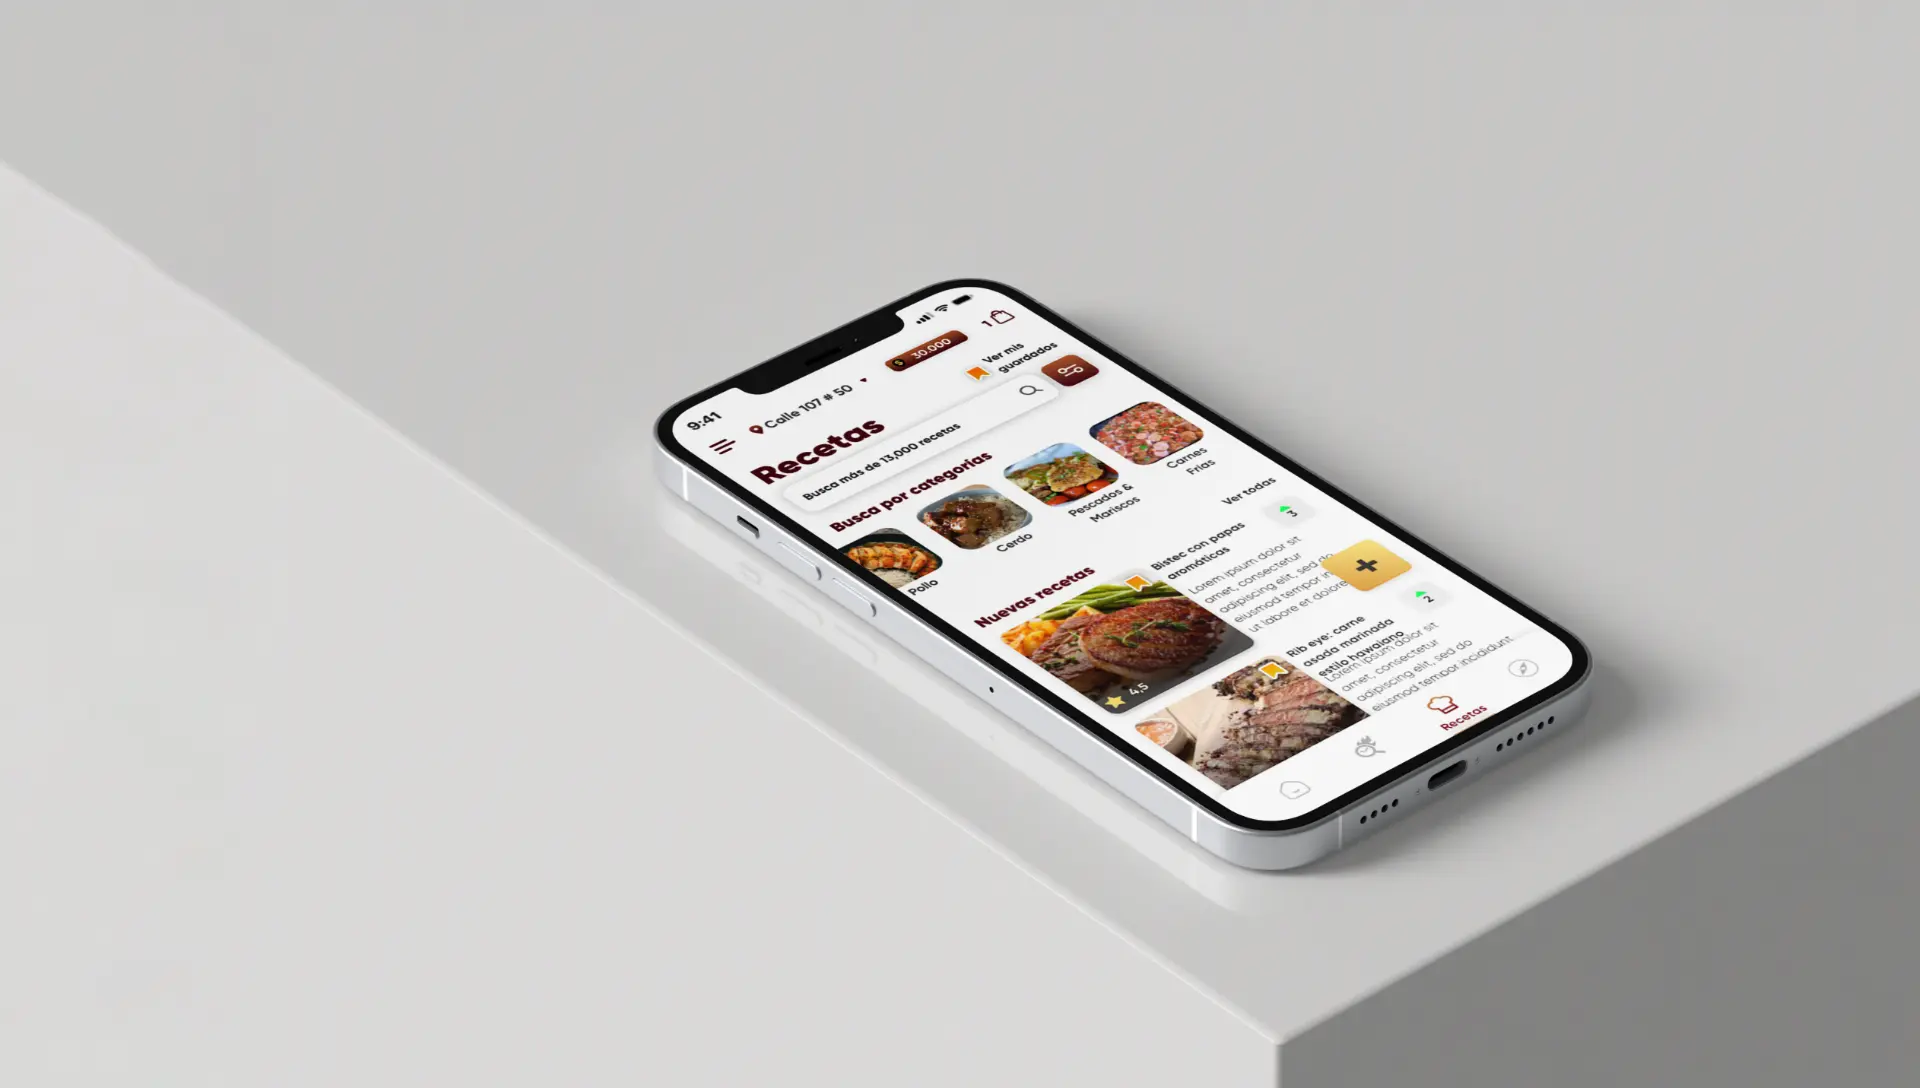 9:41
Calle 107 # 50
30.000
1
Recetas
Ver mis
guardados
Busca más de 13,000 recetas
Busca por categorias
Pollo
Cerdo
Pescados &
Mariscos
Carnes
Frias
Nuevas recetas
Ver todas
Bistec con papas
aromáticas
3
Lorem ipsum dolor sit
amet, consectetur
adipiscing elit, sed do
eiusmod tempor in
ut labore et dolore
4,5
Rib eye: carne
asada marinada
estilo hawaiano
2
Lorem ipsum dolor sit
amet, consectetur
adipiscing elit, sed do
eiusmod tempor incididunt
Recetas